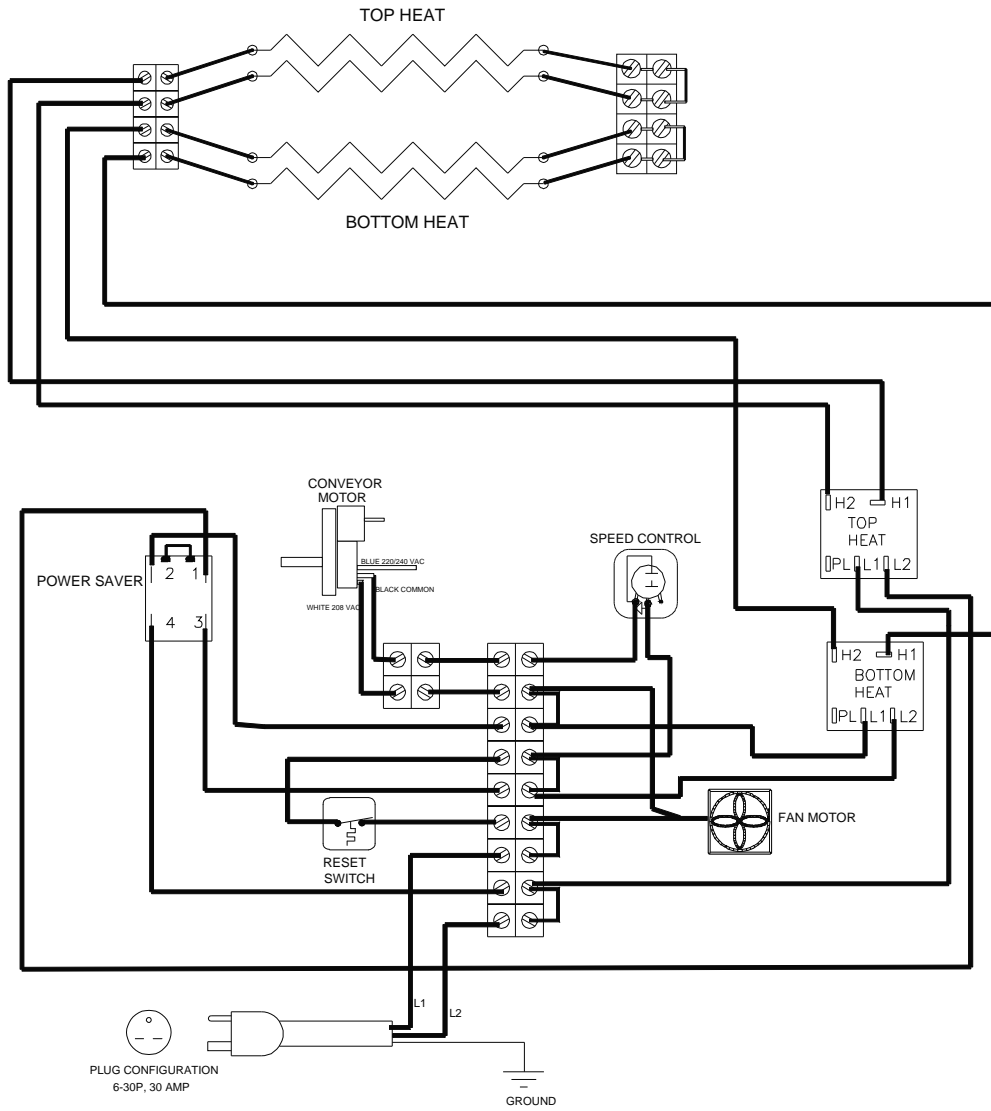 TOP HEAT
BOTTOM HEAT
CONVEYOR
MOTOR
BLUE 220/240 VAC
BLACK COMMON
WHITE 208 VAC
SPEED CONTROL
H2 H1
TOP
HEAT
PL L1 L2
POWER SAVER
2 1
4 3
H2 H1
BOTTOM
HEAT
PL L1 L2
FAN MOTOR
RESET
SWITCH
L1
L2
PLUG CONFIGURATION
6-30P, 30 AMP
GROUND